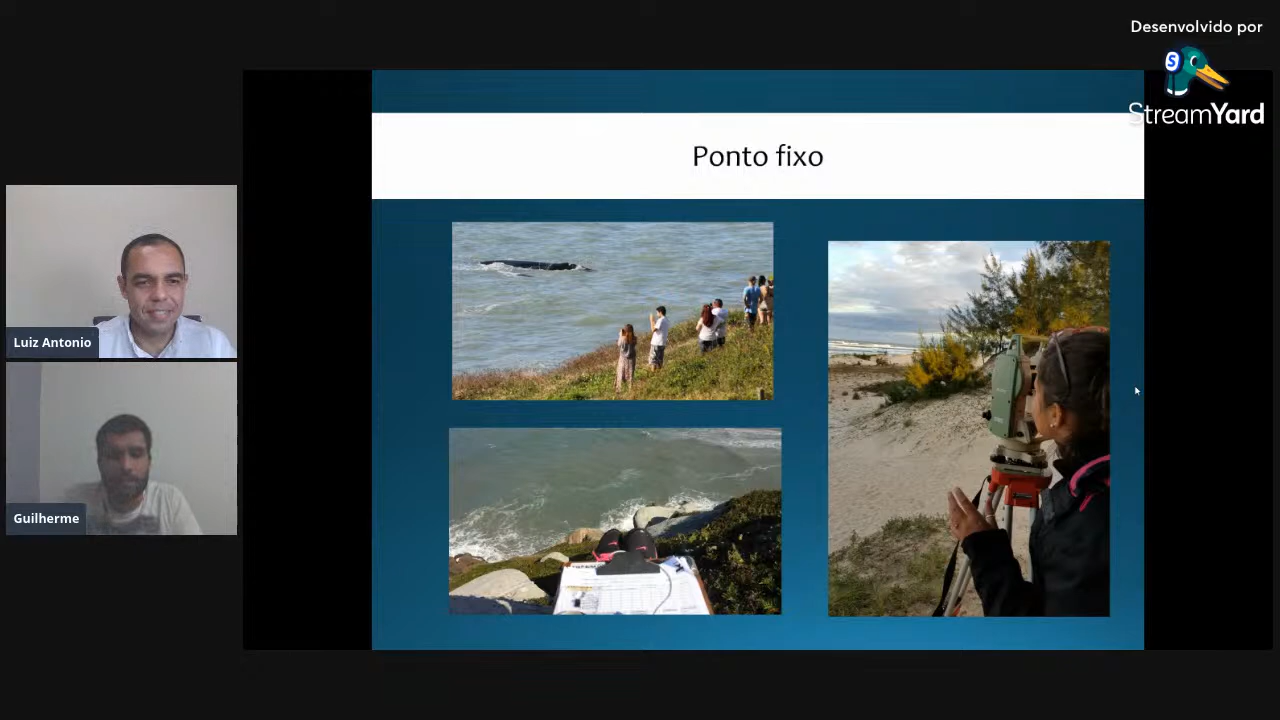 Desenvolvido por
StreamYard
Ponto fixo
Luiz Antonio
Guilherme